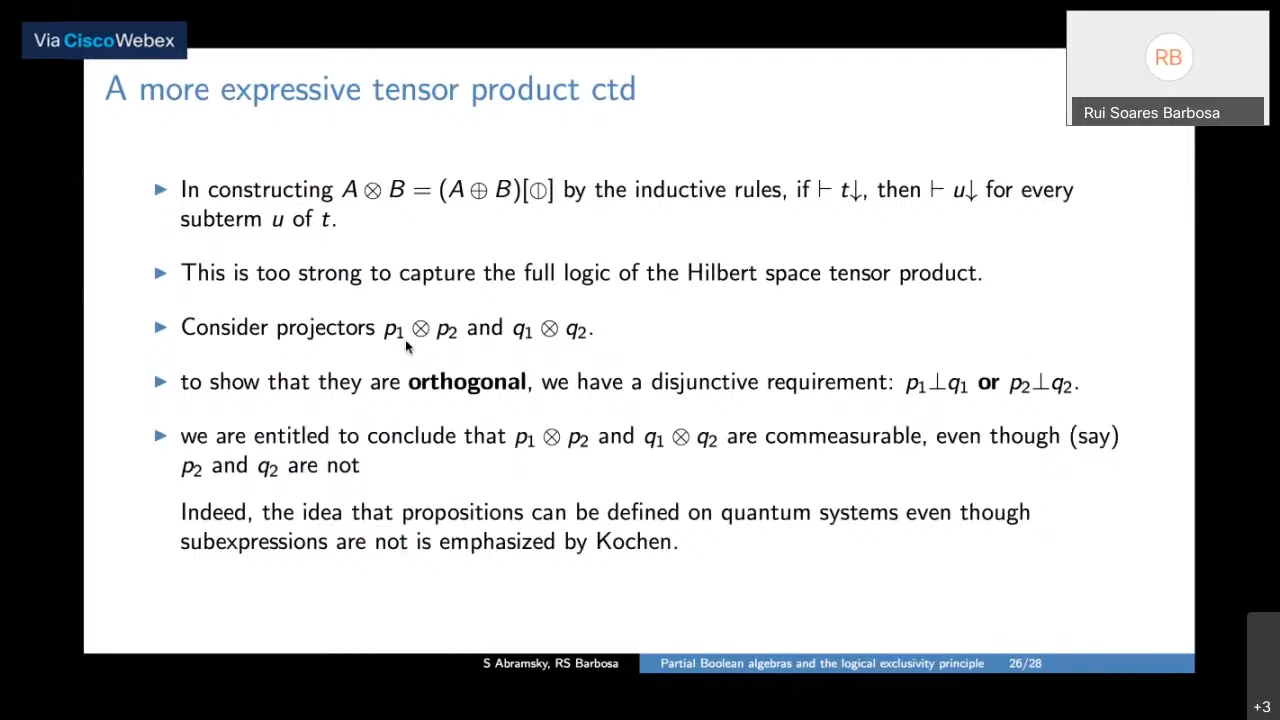 Via CiscoWebex
RB
Rui Soares Barbosa
A more expressive tensor product ctd
▶ In constructing A ⊗ B = (A ⊕ B)[⦶] by the inductive rules, if ⊢ t↓, then ⊢ u↓ for every
subterm u of t.
▶ This is too strong to capture the full logic of the Hilbert space tensor product.
▶ Consider projectors p₁ ⊗ p₂ and q₁ ⊗ q₂.
▶ to show that they are orthogonal, we have a disjunctive requirement: p₁⊥q₁ or p₂⊥q₂.
▶ we are entitled to conclude that p₁ ⊗ p₂ and q₁ ⊗ q₂ are commeasurable, even though (say)
p₂ and q₂ are not
Indeed, the idea that propositions can be defined on quantum systems even though
subexpressions are not is emphasized by Kochen.
S Abramsky, RS Barbosa
Partial Boolean algebras and the logical exclusivity principle
26/28
+3